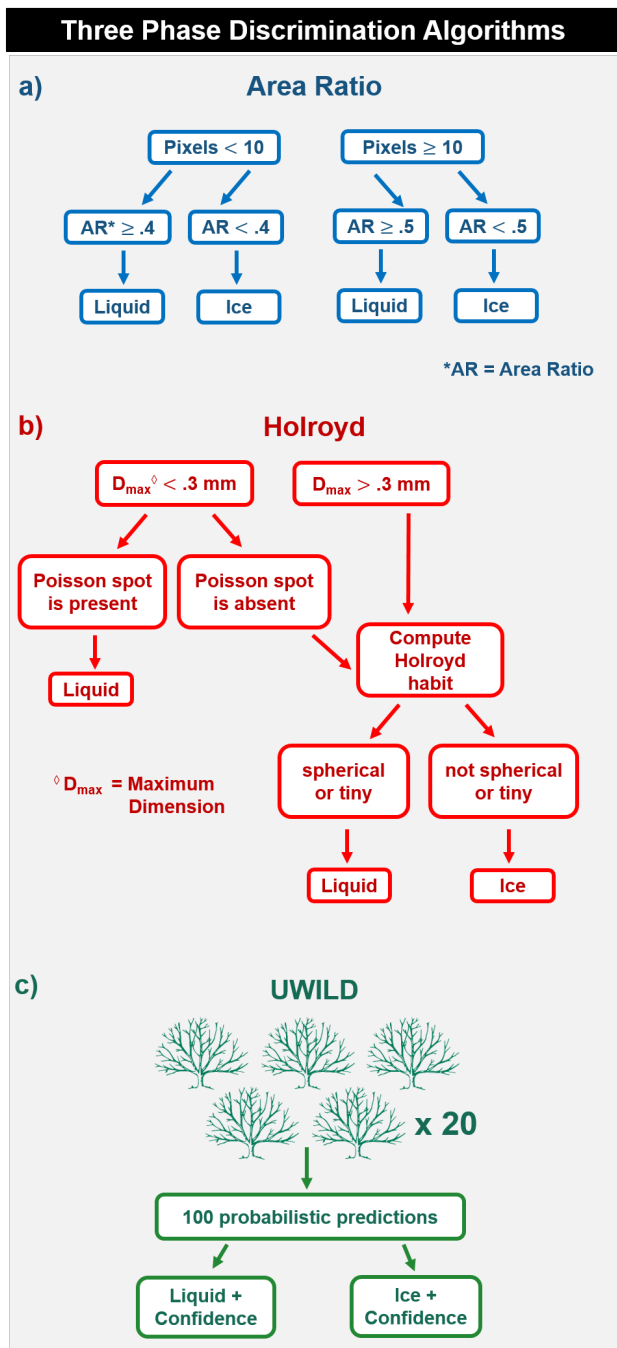 Three Phase Discrimination Algorithms
a)
Area Ratio
Pixels < 10
Pixels ≥ 10
AR* ≥ .4
AR < .4
AR ≥ .5
AR < .5
Liquid
Ice
Liquid
Ice
*AR = Area Ratio
b)
Holroyd
Dmax◊ < .3 mm
Dmax > .3 mm
Poisson spot
is present
Poisson spot
is absent
Compute
Holroyd
habit
Liquid
spherical
or tiny
not spherical
or tiny
◊ Dmax = Maximum
Dimension
Liquid
Ice
c)
UWILD
x 20
100 probabilistic predictions
Liquid +
Confidence
Ice +
Confidence